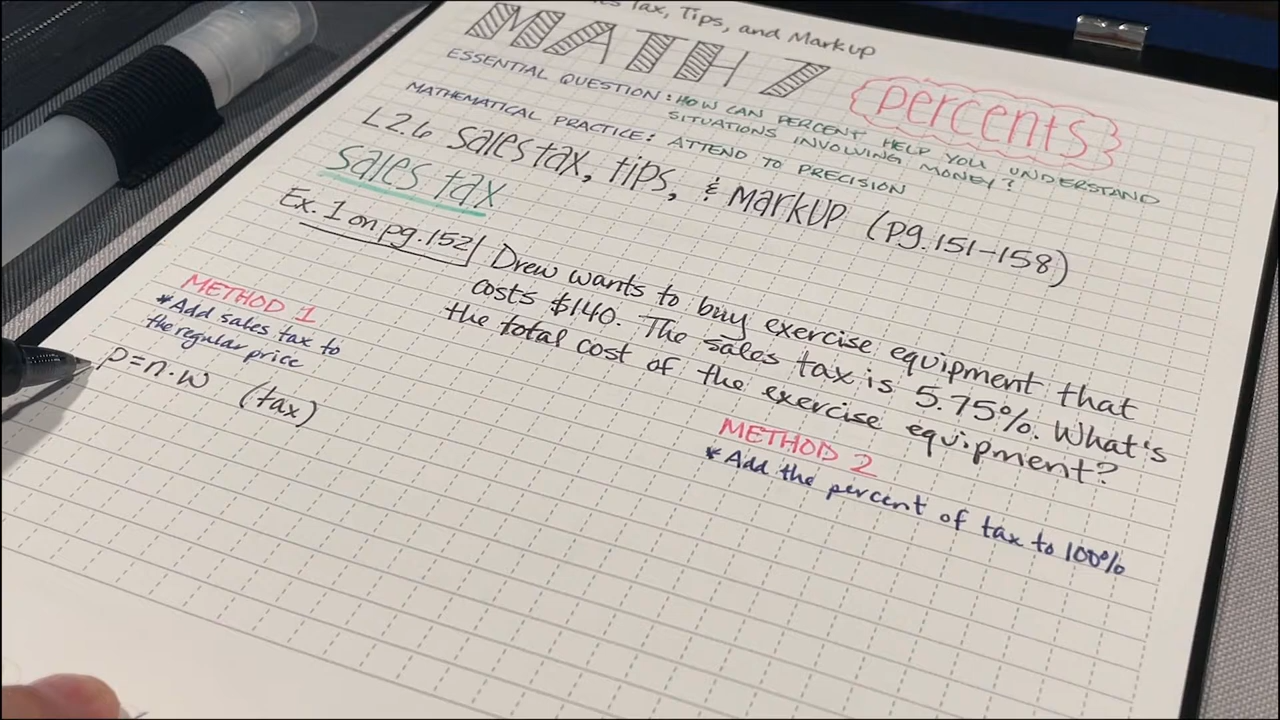 Tax, Tips, and Markup
MATH 7
percents
ESSENTIAL QUESTION: HOW CAN PERCENT HELP YOU UNDERSTAND
SITUATIONS INVOLVING MONEY?
MATHEMATICAL PRACTICE: ATTEND TO PRECISION
L2.6 sales tax, tips, & markup (pg. 151-158)
sales tax
Ex. 1 on pg. 152
Drew wants to buy exercise equipment that
costs $140. The sales tax is 5.75%. What's
the total cost of the exercise equipment?
METHOD 1
*Add sales tax to
the regular price
p=n·w (tax)
METHOD 2
*Add the percent of tax to 100%